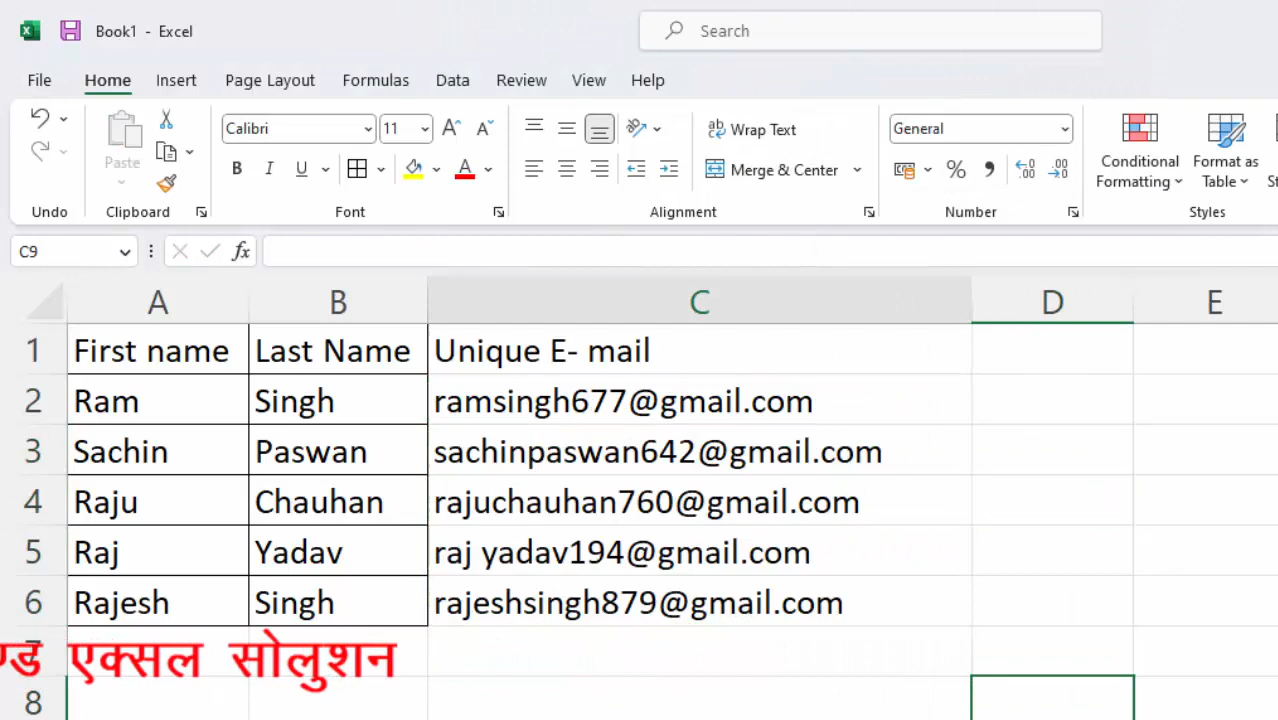 Book1 - Excel
Search
File Home Insert Page Layout Formulas Data Review View Help
Paste
Calibri 11
B I U
Wrap Text
Merge & Center
General
Conditional Formatting
Format as Table
Undo Clipboard Font Alignment Number Styles
C9 fx
A B C D E
1 First name Last Name Unique E- mail
2 Ram Singh ramsingh677@gmail.com
3 Sachin Paswan sachinpaswan642@gmail.com
4 Raju Chauhan rajuchauhan760@gmail.com
5 Raj Yadav raj yadav194@gmail.com
6 Rajesh Singh rajeshsingh879@gmail.com
7
एक्सल सोलुशन
8